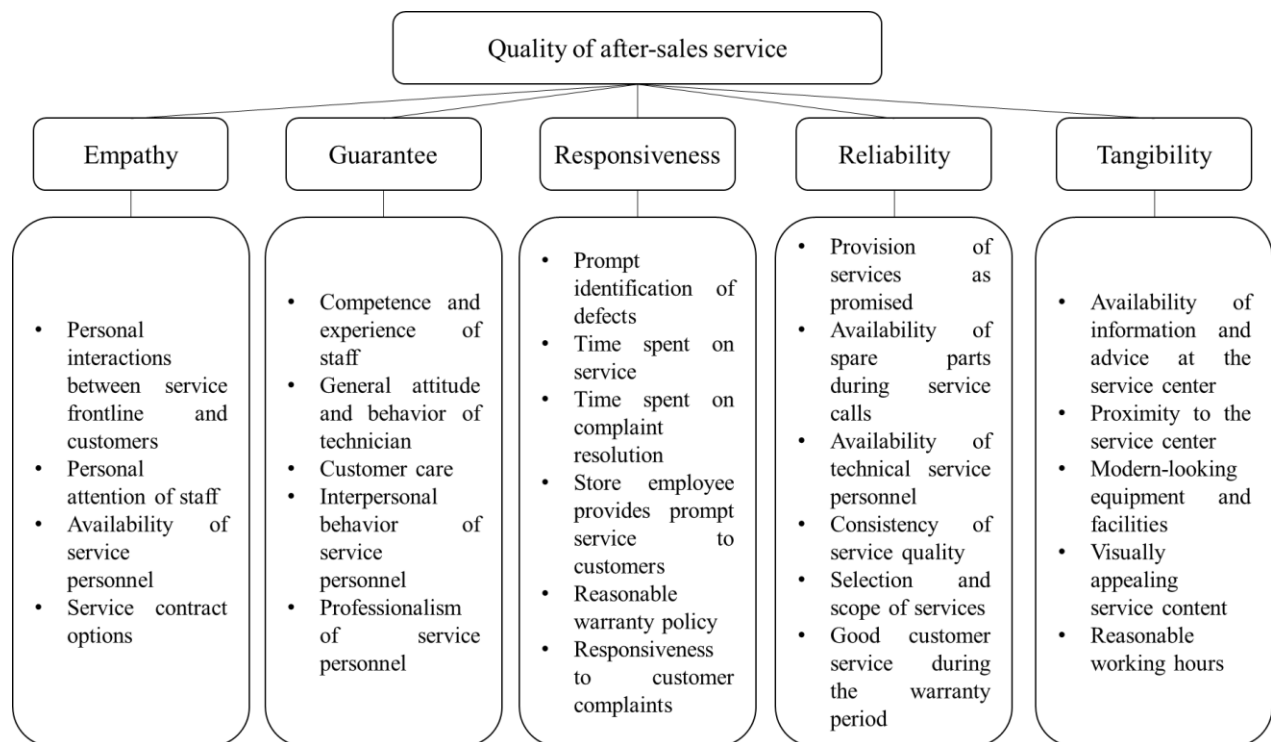 Quality of after-sales service
Empathy
Guarantee
Responsiveness
Reliability
Tangibility
• Personal
interactions
between service
frontline and
customers
• Personal
attention of staff
• Availability of
service
personnel
• Service contract
options
• Competence and
experience of
staff
• General attitude
and behavior of
technician
• Customer care
• Interpersonal
behavior of
service
personnel
• Professionalism
of service
personnel
• Prompt
identification of
defects
• Time spent on
service
• Time spent on
complaint
resolution
• Store employee
provides prompt
service to
customers
• Reasonable
warranty policy
• Responsiveness
to customer
complaints
• Provision of
services as
promised
• Availability of
spare parts
during service
calls
• Availability of
technical service
personnel
• Consistency of
service quality
• Selection and
scope of services
• Good customer
service during
the warranty
period
• Availability of
information and
advice at the
service center
• Proximity to the
service center
• Modern-looking
equipment and
facilities
• Visually
appealing
service content
• Reasonable
working hours